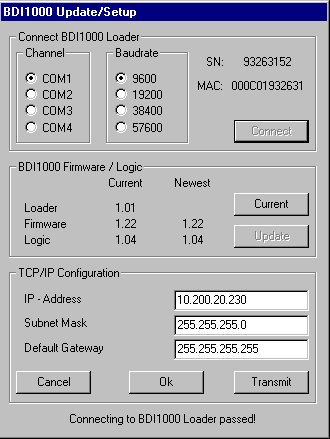 BDI1000 Update/Setup
Connect BDI1000 Loader
Channel
COM1
COM2
COM3
COM4
Baudrate
9600
19200
38400
57600
SN: 93263152
MAC: 000C01932631
Connect
BDI1000 Firmware / Logic
Current Newest
Loader 1.01
Firmware 1.22 1.22
Logic 1.04 1.04
Current
Update
TCP/IP Configuration
IP - Address 10.200.20.230
Subnet Mask 255.255.255.0
Default Gateway 255.255.255.255
Cancel Ok Transmit
Connecting to BDI1000 Loader passed!